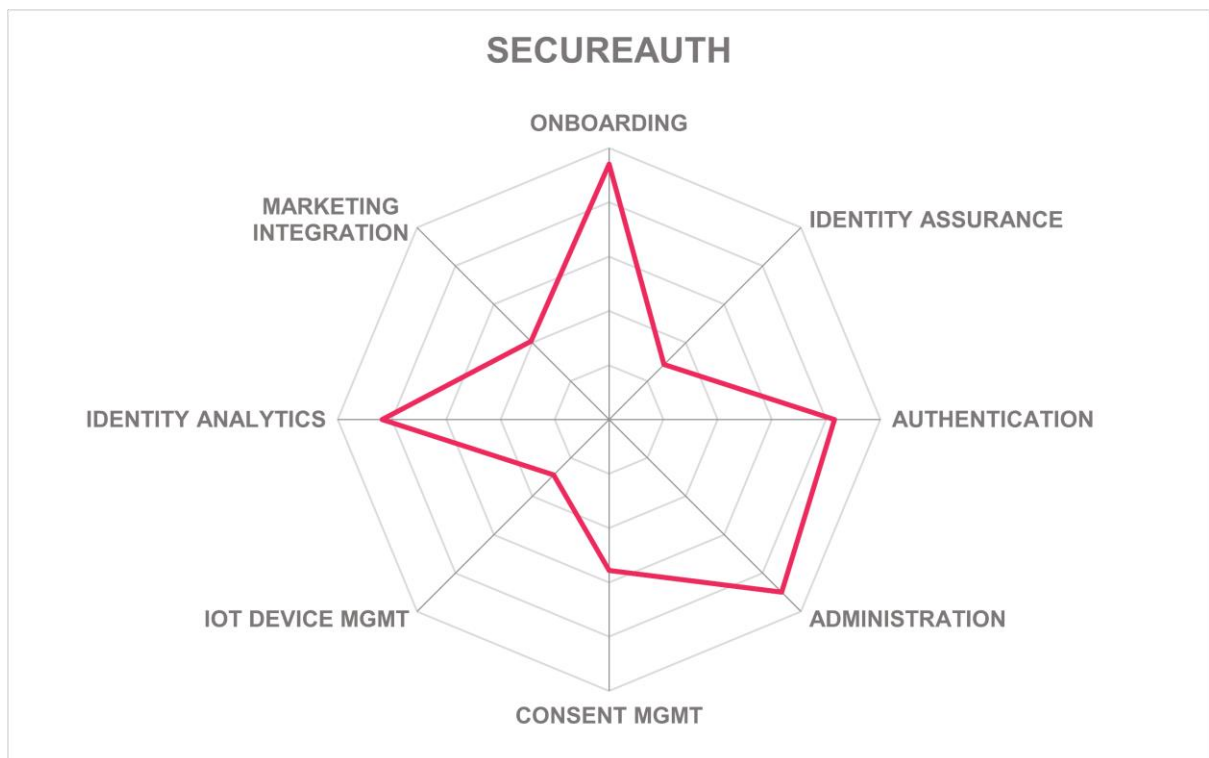 SECUREAUTH
ONBOARDING
MARKETING
INTEGRATION
IDENTITY ASSURANCE
IDENTITY ANALYTICS
AUTHENTICATION
IOT DEVICE MGMT
ADMINISTRATION
CONSENT MGMT